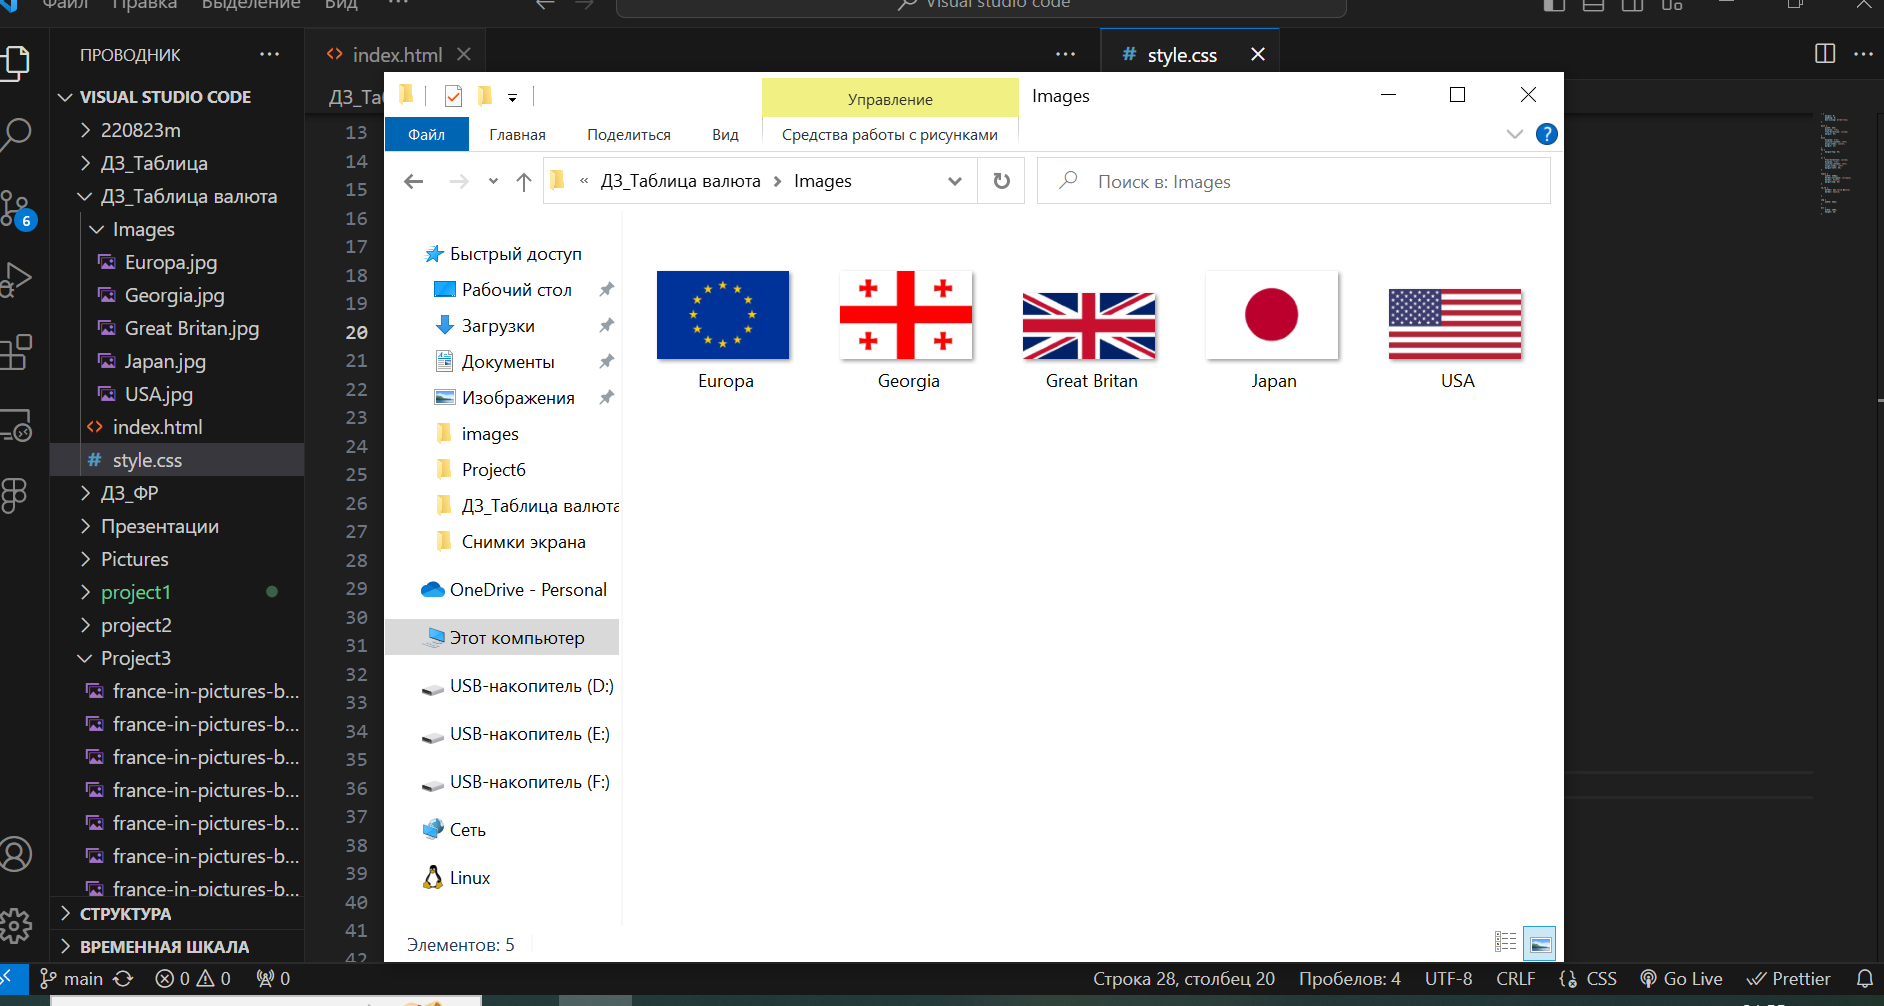 Файл Правка Выделение Вид ···
Visual studio code
ПРОВОДНИК ···
VISUAL STUDIO CODE
220823m
ДЗ_Таблица
ДЗ_Таблица валюта
Images
Europa.jpg
Georgia.jpg
Great Britan.jpg
Japan.jpg
USA.jpg
index.html
# style.css
ДЗ_ФР
Презентации
Pictures
project1
project2
Project3
france-in-pictures-b...
france-in-pictures-b...
france-in-pictures-b...
france-in-pictures-b...
france-in-pictures-b...
france-in-pictures-b...
france-in-pictures-b...
СТРУКТУРА
ВРЕМЕННАЯ ШКАЛА
6
index.html
# style.css
ДЗ_Таб
13
14
15
16
17
18
19
20
21
22
23
24
25
26
27
28
29
30
31
32
33
34
35
36
37
38
39
40
41
42
Управление
Images
Файл Главная Поделиться Вид Средства работы с рисунками
?
« ДЗ_Таблица валюта > Images
Поиск в: Images
Быстрый доступ
Рабочий стол
Загрузки
Документы
Изображения
images
Project6
ДЗ_Таблица валюта
Снимки экрана
OneDrive - Personal
Этот компьютер
USB-накопитель (D:)
USB-накопитель (E:)
USB-накопитель (F:)
Сеть
Linux
Europa
Georgia
Great Britan
Japan
USA
Элементов: 5
main 0 0 0
Строка 28, столбец 20 Пробелов: 4 UTF-8 CRLF CSS Go Live Prettier